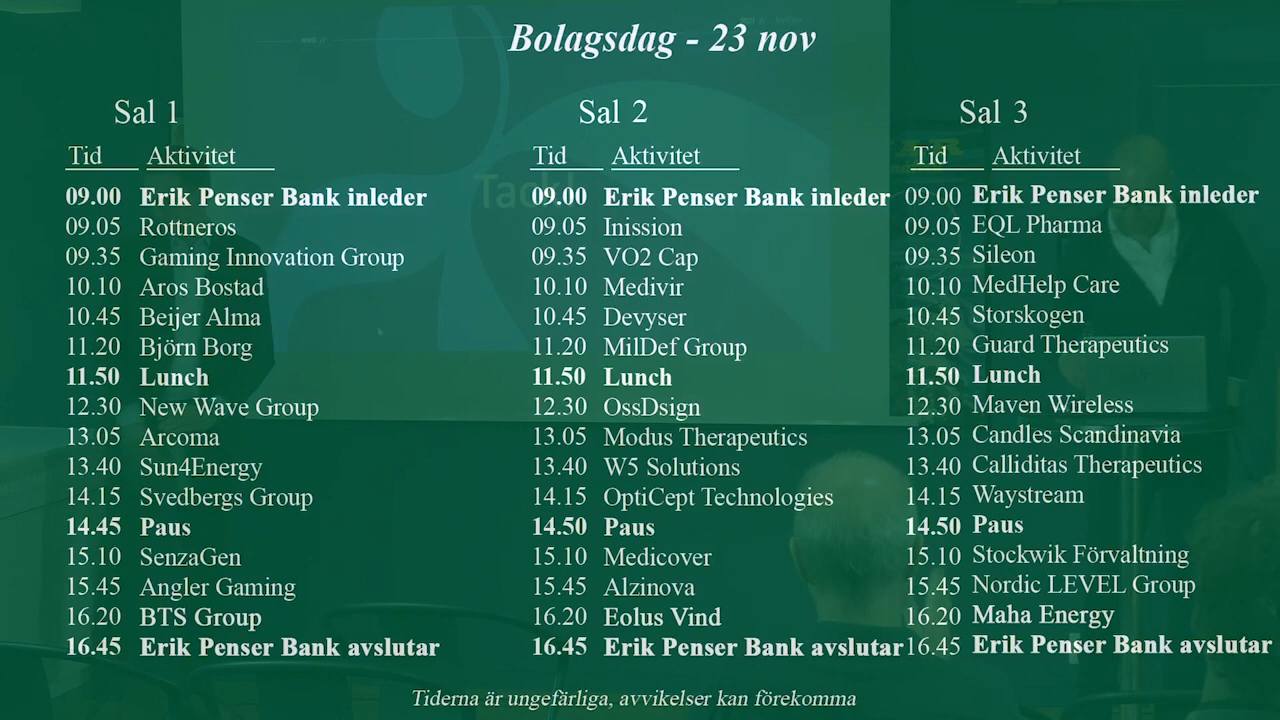 Bolagsdag - 23 nov
Sal 1
Tid Aktivitet
09.00 Erik Penser Bank inleder
09.05 Rottneros
09.35 Gaming Innovation Group
10.10 Aros Bostad
10.45 Beijer Alma
11.20 Björn Borg
11.50 Lunch
12.30 New Wave Group
13.05 Arcoma
13.40 Sun4Energy
14.15 Svedbergs Group
14.45 Paus
15.10 SenzaGen
15.45 Angler Gaming
16.20 BTS Group
16.45 Erik Penser Bank avslutar
Sal 2
Tid Aktivitet
09.00 Erik Penser Bank inleder
09.05 Inission
09.35 VO2 Cap
10.10 Medivir
10.45 Devyser
11.20 MilDef Group
11.50 Lunch
12.30 OssDsign
13.05 Modus Therapeutics
13.40 W5 Solutions
14.15 OptiCept Technologies
14.50 Paus
15.10 Medicover
15.45 Alzinova
16.20 Eolus Vind
16.45 Erik Penser Bank avslutar
Sal 3
Tid Aktivitet
09.00 Erik Penser Bank inleder
09.05 EQL Pharma
09.35 Sileon
10.10 MedHelp Care
10.45 Storskogen
11.20 Guard Therapeutics
11.50 Lunch
12.30 Maven Wireless
13.05 Candles Scandinavia
13.40 Calliditas Therapeutics
14.15 Waystream
14.50 Paus
15.10 Stockwik Förvaltning
15.45 Nordic LEVEL Group
16.20 Maha Energy
16.45 Erik Penser Bank avslutar
Tiderna är ungefärliga, avvikelser kan förekomma